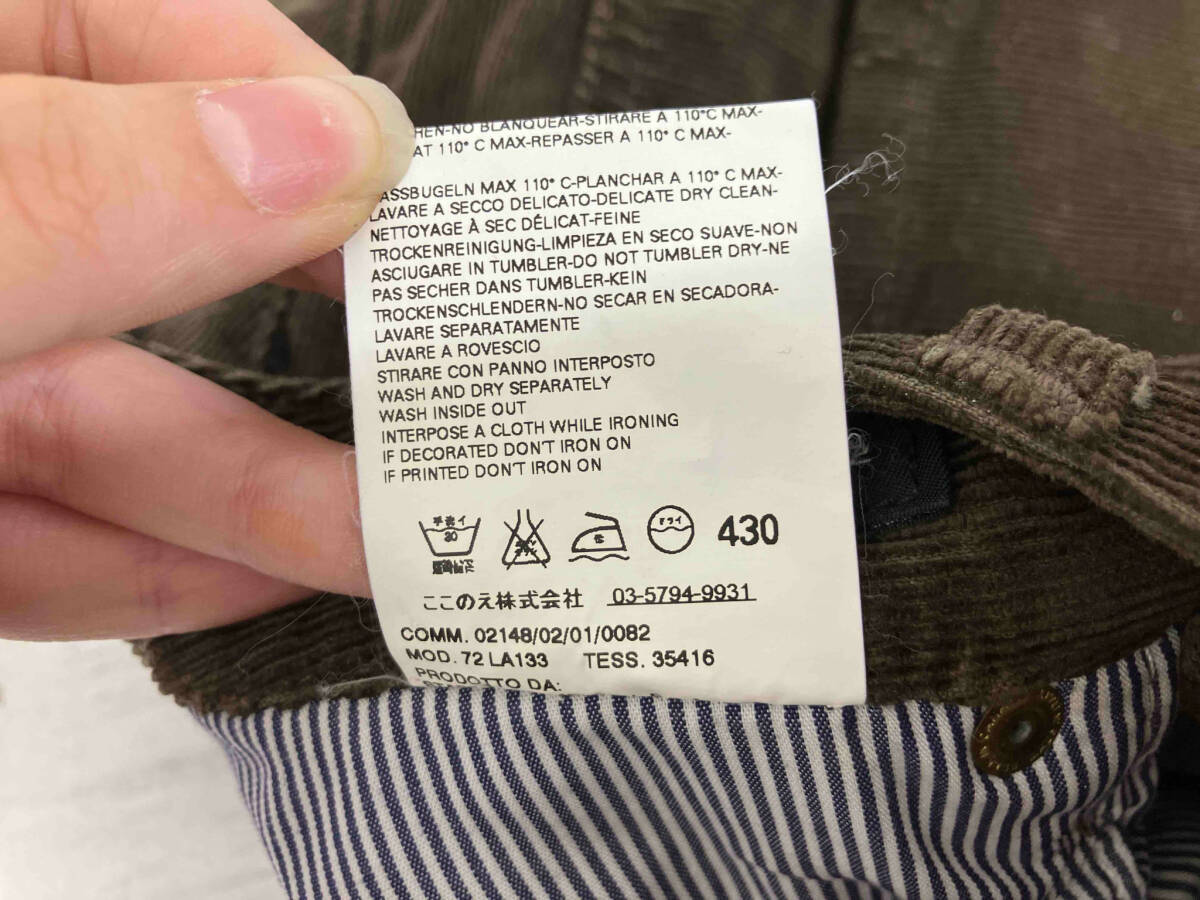 HEN-NO BLANQUEAR-STIRARE A 110°C MAX-
AT 110° C MAX-REPASSER A 110° C MAX-
ASSBUGELN MAX 110° C-PLANCHAR A 110° C MAX-
LAVARE A SECCO DELICATO-DELICATE DRY CLEAN-
NETTOYAGE À SEC DÉLICAT-FEINE
TROCKENREINIGUNG-LIMPIEZA EN SECO SUAVE-NON
ASCIUGARE IN TUMBLER-DO NOT TUMBLER DRY-NE
PAS SECHER DANS TUMBLER-KEIN
TROCKENSCHLENDERN-NO SECAR EN SECADORA-
LAVARE SEPARATAMENTE
LAVARE A ROVESCIO
STIRARE CON PANNO INTERPOSTO
WASH AND DRY SEPARATELY
WASH INSIDE OUT
INTERPOSE A CLOTH WHILE IRONING
IF DECORATED DON'T IRON ON
IF PRINTED DON'T IRON ON
手洗イ 30 低 ドライ 430
ここのえ株式会社 03-5794-9931
COMM. 02148/02/01/0082
MOD. 72 LA133 TESS. 35416
PRODOTTO DA: